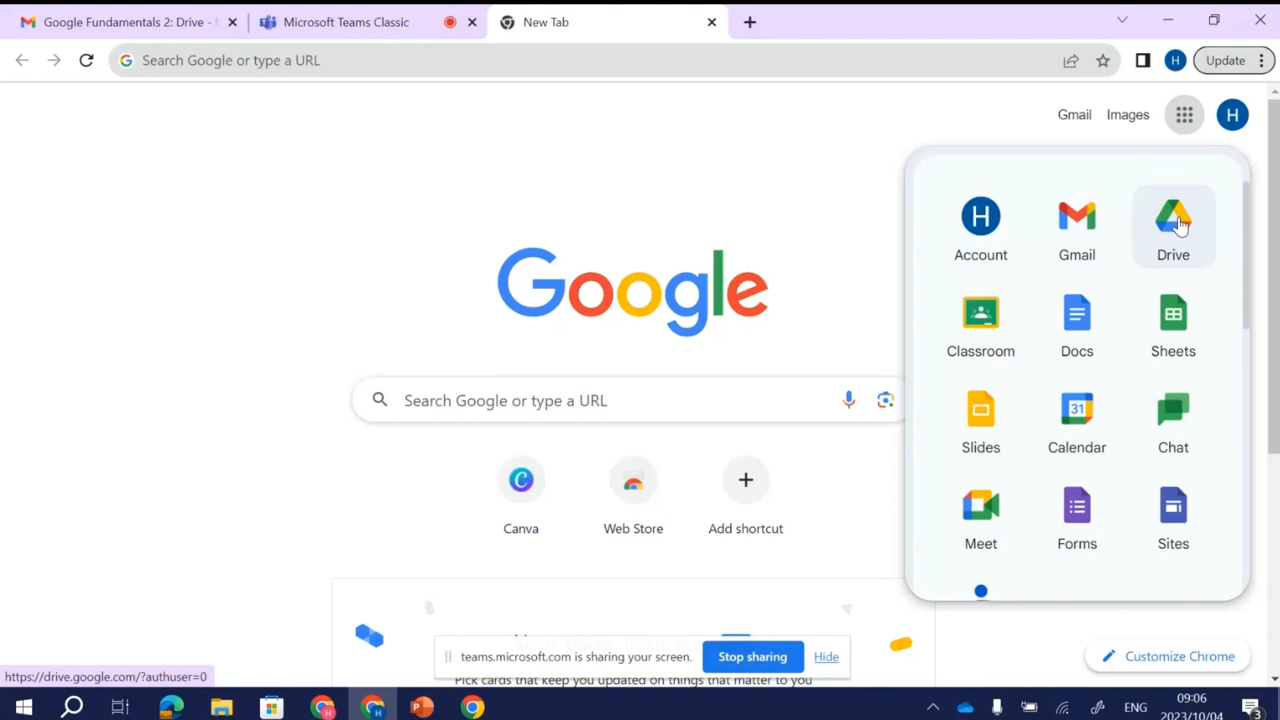 Google Fundamentals 2: Drive -
Microsoft Teams Classic
New Tab
Search Google or type a URL
H
Update
Gmail
Images
H
Google
H
Account
Gmail
Drive
Classroom
Docs
Sheets
Slides
31
Calendar
Chat
Meet
Forms
Sites
Search Google or type a URL
Canva
Web Store
Add shortcut
teams.microsoft.com is sharing your screen.
Stop sharing
Hide
Pick cards that keep you updated on things that matter to you
Customize Chrome
https://drive.google.com/?authuser=0
ENG
09:06
2023/10/04
3